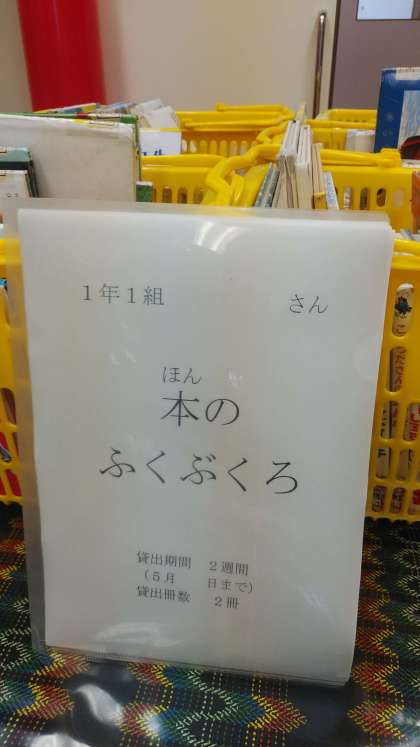 1年1組　　　　　さん
ほん
本の
ふくぶくろ
貸出期間　2週間
(5月　　日まで)
貸出冊数　2冊